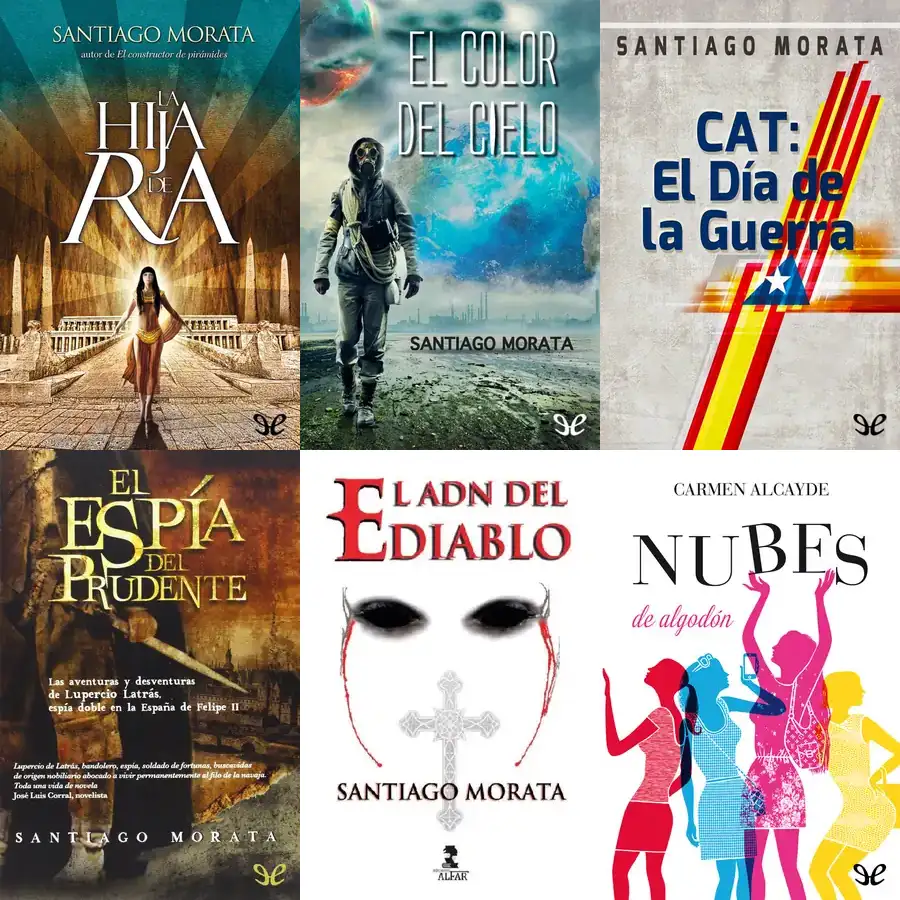 SANTIAGO MORATA
autor de El constructor de pirámides
LA
HIJA
DE
RA
EL COLOR
DEL CIELO
SANTIAGO MORATA
SANTIAGO MORATA
CAT:
El Día de
la Guerra
EL
ESPÍA
DEL
PRUDENTE
Las aventuras y desventuras
de Lupercio Latrás,
espía doble en la España de Felipe II
Lupercio de Latrás, bandolero, espía, soldado de fortunas, buscavidas
de origen nobiliario abocado a vivir permanentemente al filo de la navaja.
Toda una vida de novela
José Luis Corral, novelista
SANTIAGO MORATA
EL ADN DEL
DIABLO
SANTIAGO MORATA
ALFAR
CARMEN ALCAYDE
NUBES
de algodón